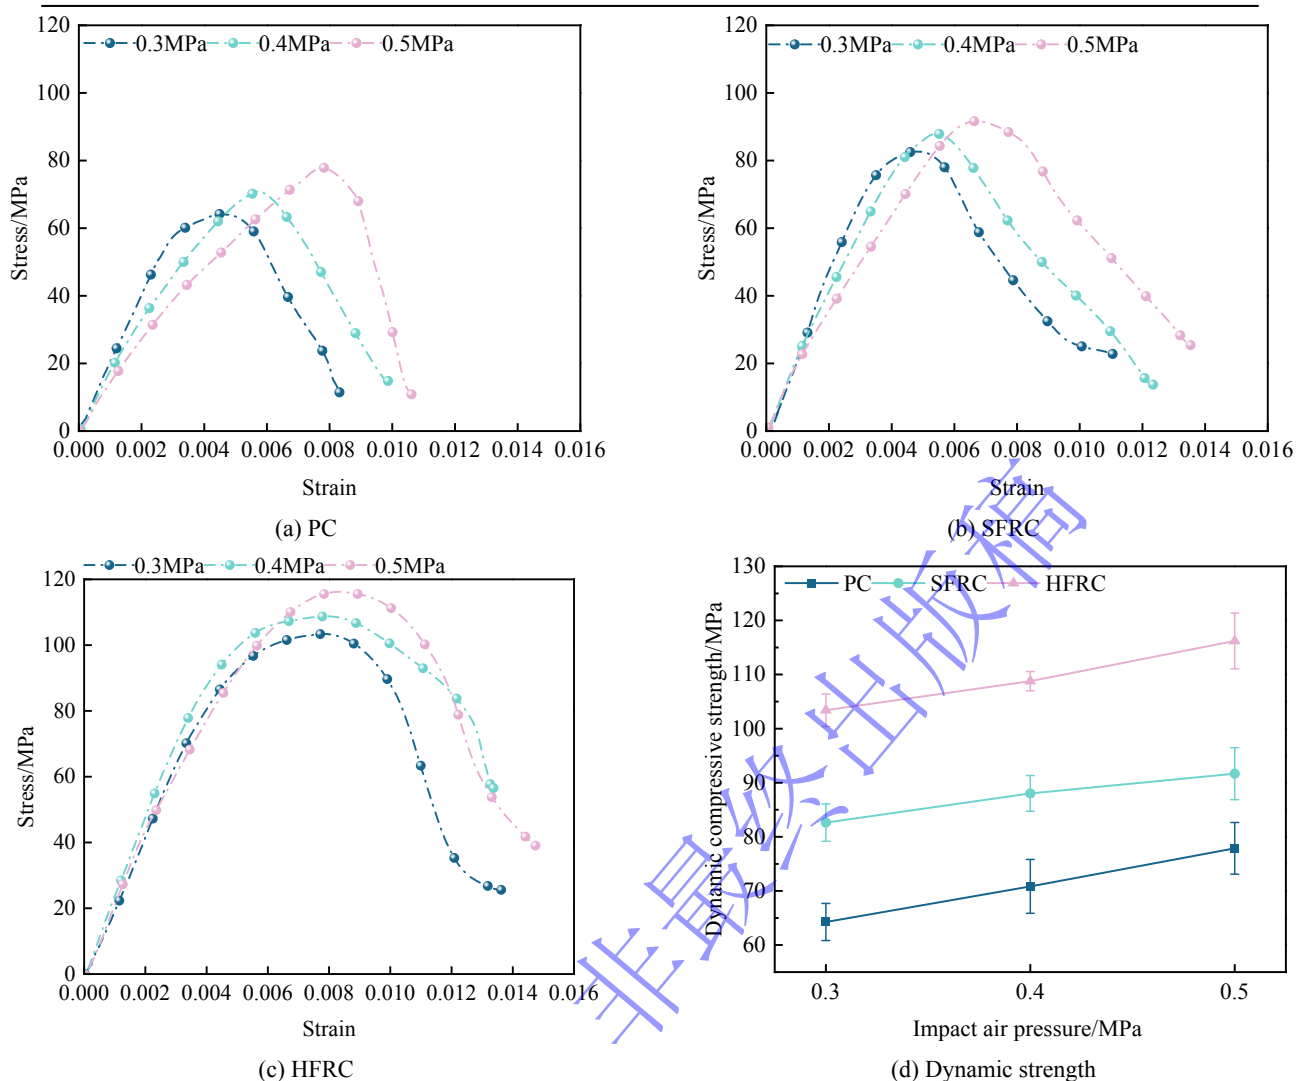 0.3MPa 0.4MPa 0.5MPa
120
100
80
60
40
20
0
Stress/MPa
0.000 0.002 0.004 0.006 0.008 0.010 0.012 0.014 0.016
Strain
(a) PC
0.3MPa 0.4MPa 0.5MPa
120
100
80
60
40
20
0
Stress/MPa
0.000 0.002 0.004 0.006 0.008 0.010 0.012 0.014 0.016
Strain
(b) SFRC
0.3MPa 0.4MPa 0.5MPa
120
100
80
60
40
20
0
Stress/MPa
0.000 0.002 0.004 0.006 0.008 0.010 0.012 0.014 0.016
Strain
(c) HFRC
PC SFRC HFRC
130
120
110
100
90
80
70
60
Dynamic compressive strength/MPa
0.3 0.4 0.5
Impact air pressure/MPa
(d) Dynamic strength
非最终出版稿